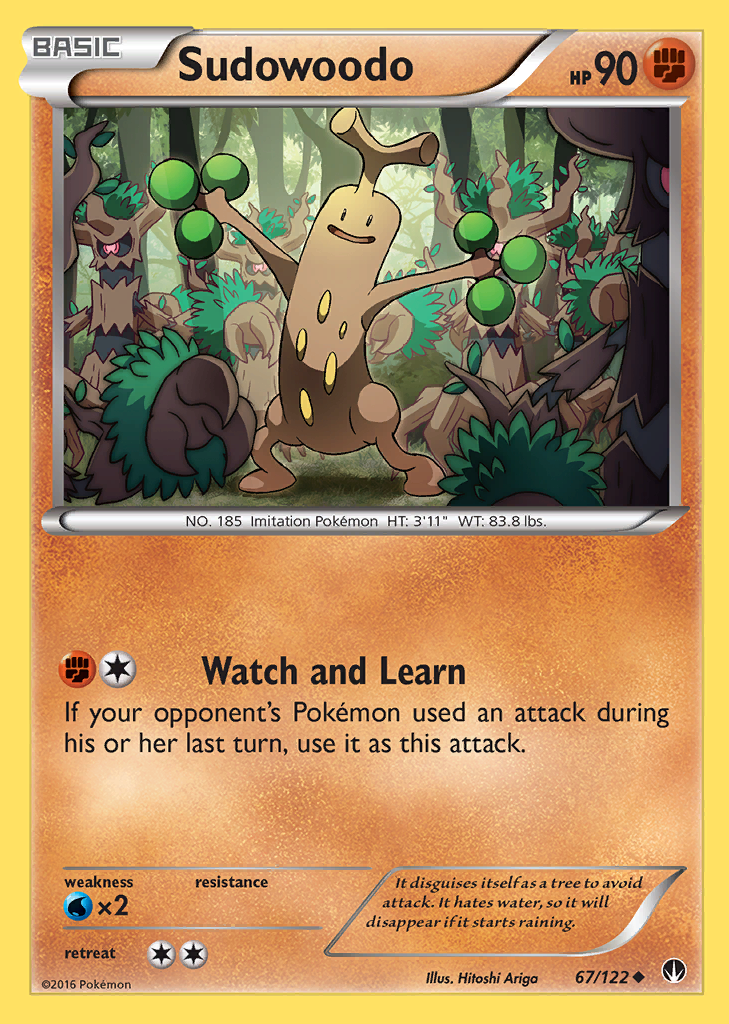 BASIC
Sudowoodo
HP 90
NO. 185 Imitation Pokémon HT: 3'11" WT: 83.8 lbs.
Watch and Learn
If your opponent's Pokémon used an attack during
his or her last turn, use it as this attack.
weakness
resistance
×2
It disguises itself as a tree to avoid
attack. It hates water, so it will
disappear if it starts raining.
retreat
©2016 Pokémon
Illus. Hitoshi Ariga
67/122